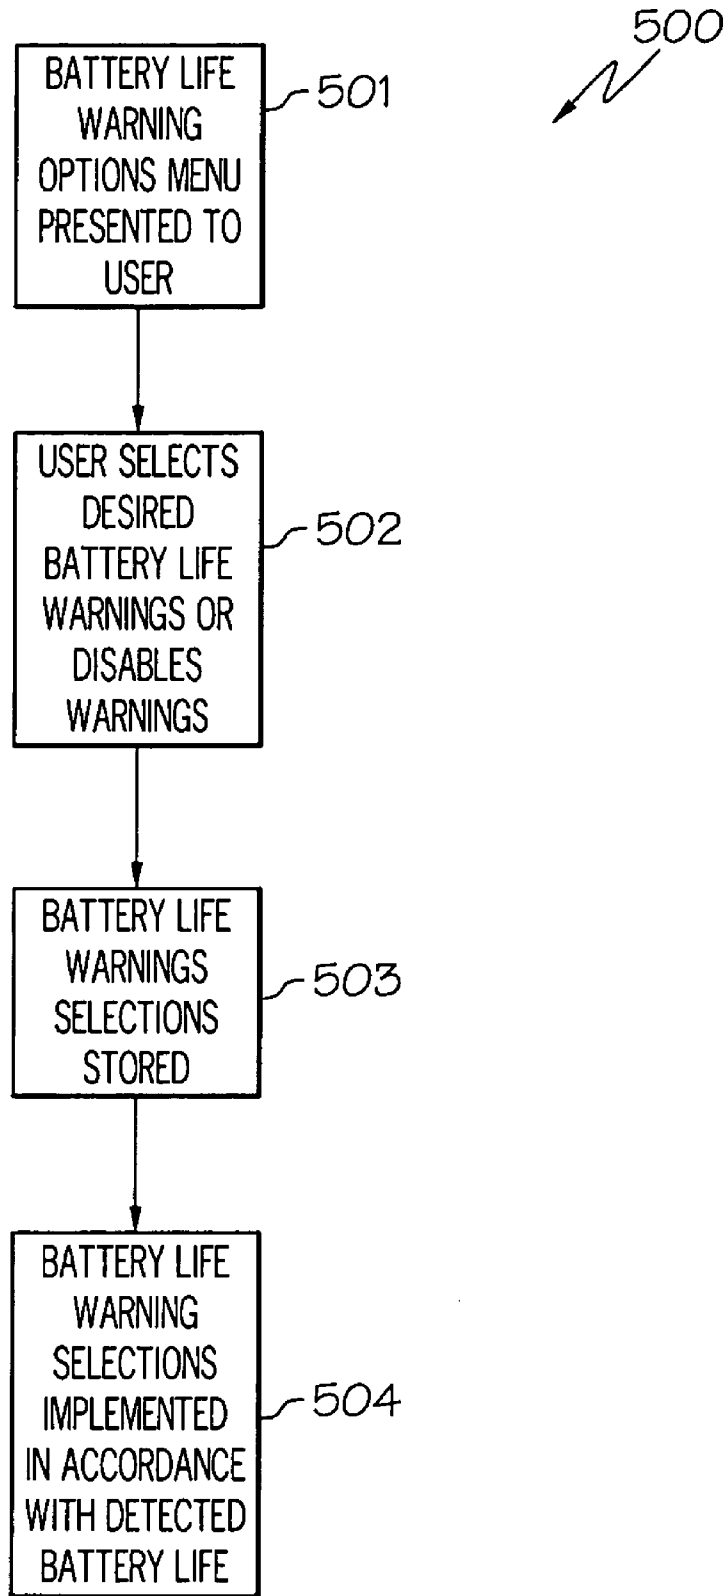 500
BATTERY LIFE
WARNING
OPTIONS MENU
PRESENTED TO
USER
501
USER SELECTS
DESIRED
BATTERY LIFE
WARNINGS OR
DISABLES
WARNINGS
502
BATTERY LIFE
WARNINGS
SELECTIONS
STORED
503
BATTERY LIFE
WARNING
SELECTIONS
IMPLEMENTED
IN ACCORDANCE
WITH DETECTED
BATTERY LIFE
504